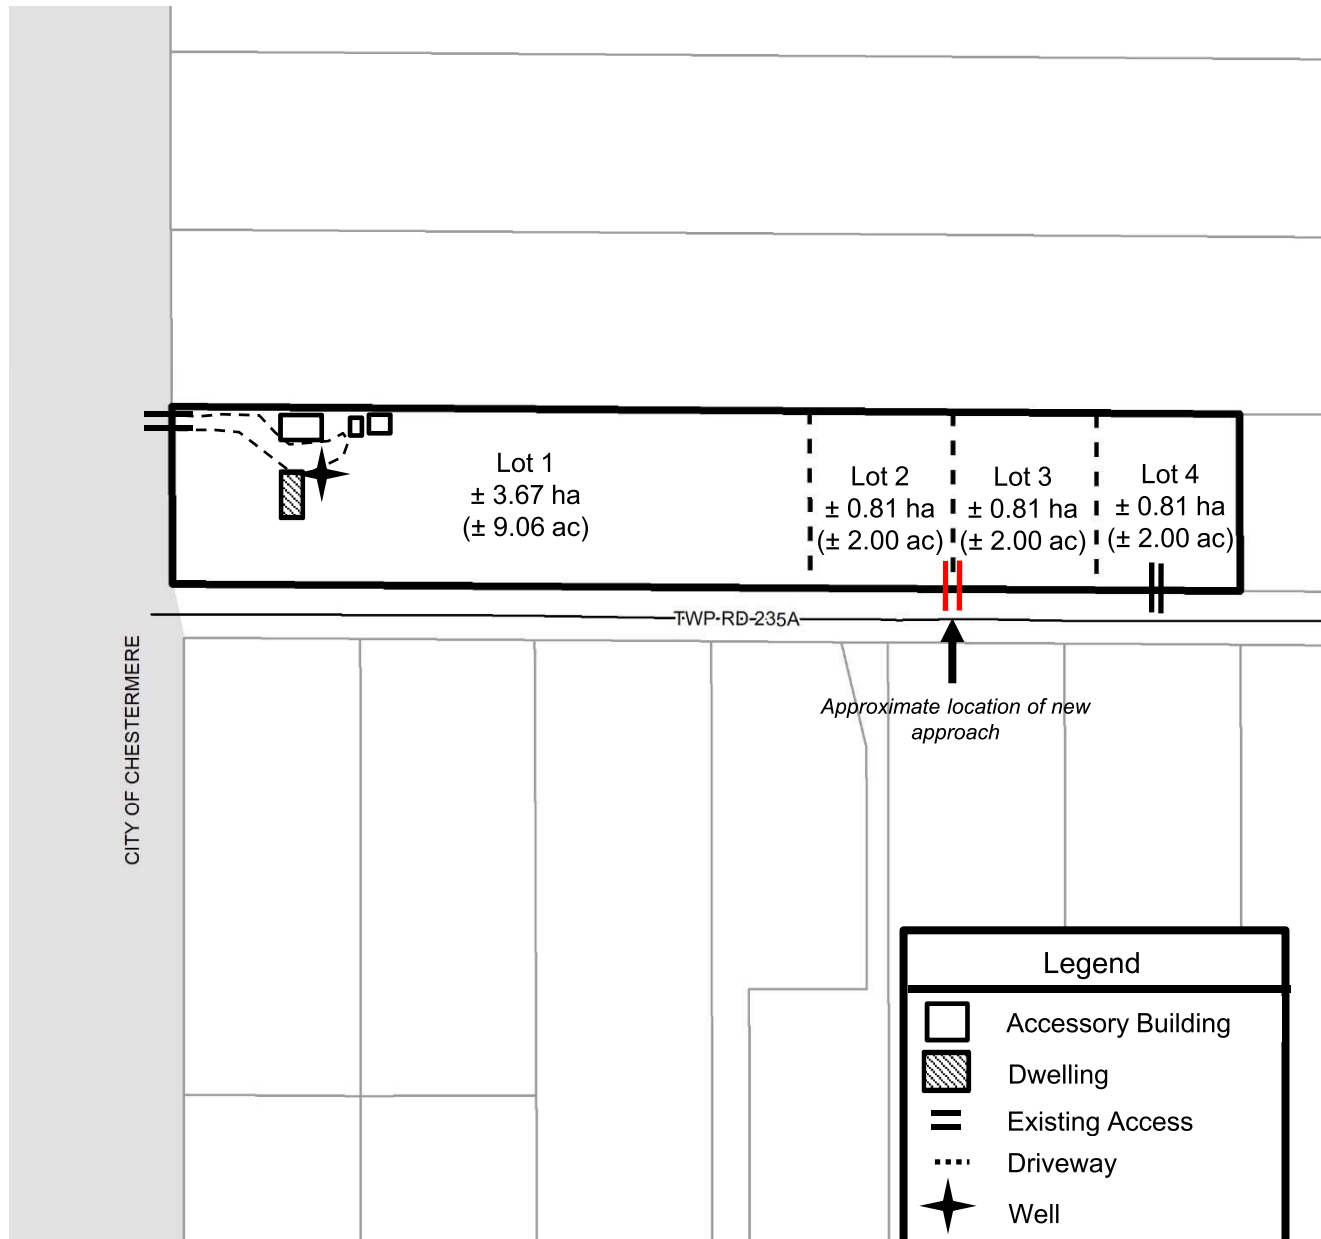 Lot 1
± 3.67 ha
(± 9.06 ac)
Lot 2
± 0.81 ha
(± 2.00 ac)
Lot 3
± 0.81 ha
(± 2.00 ac)
Lot 4
± 0.81 ha
(± 2.00 ac)
TWP-RD-235A
CITY OF CHESTERMERE
Approximate location of new
approach
Legend
Accessory Building
Dwelling
Existing Access
Driveway
Well